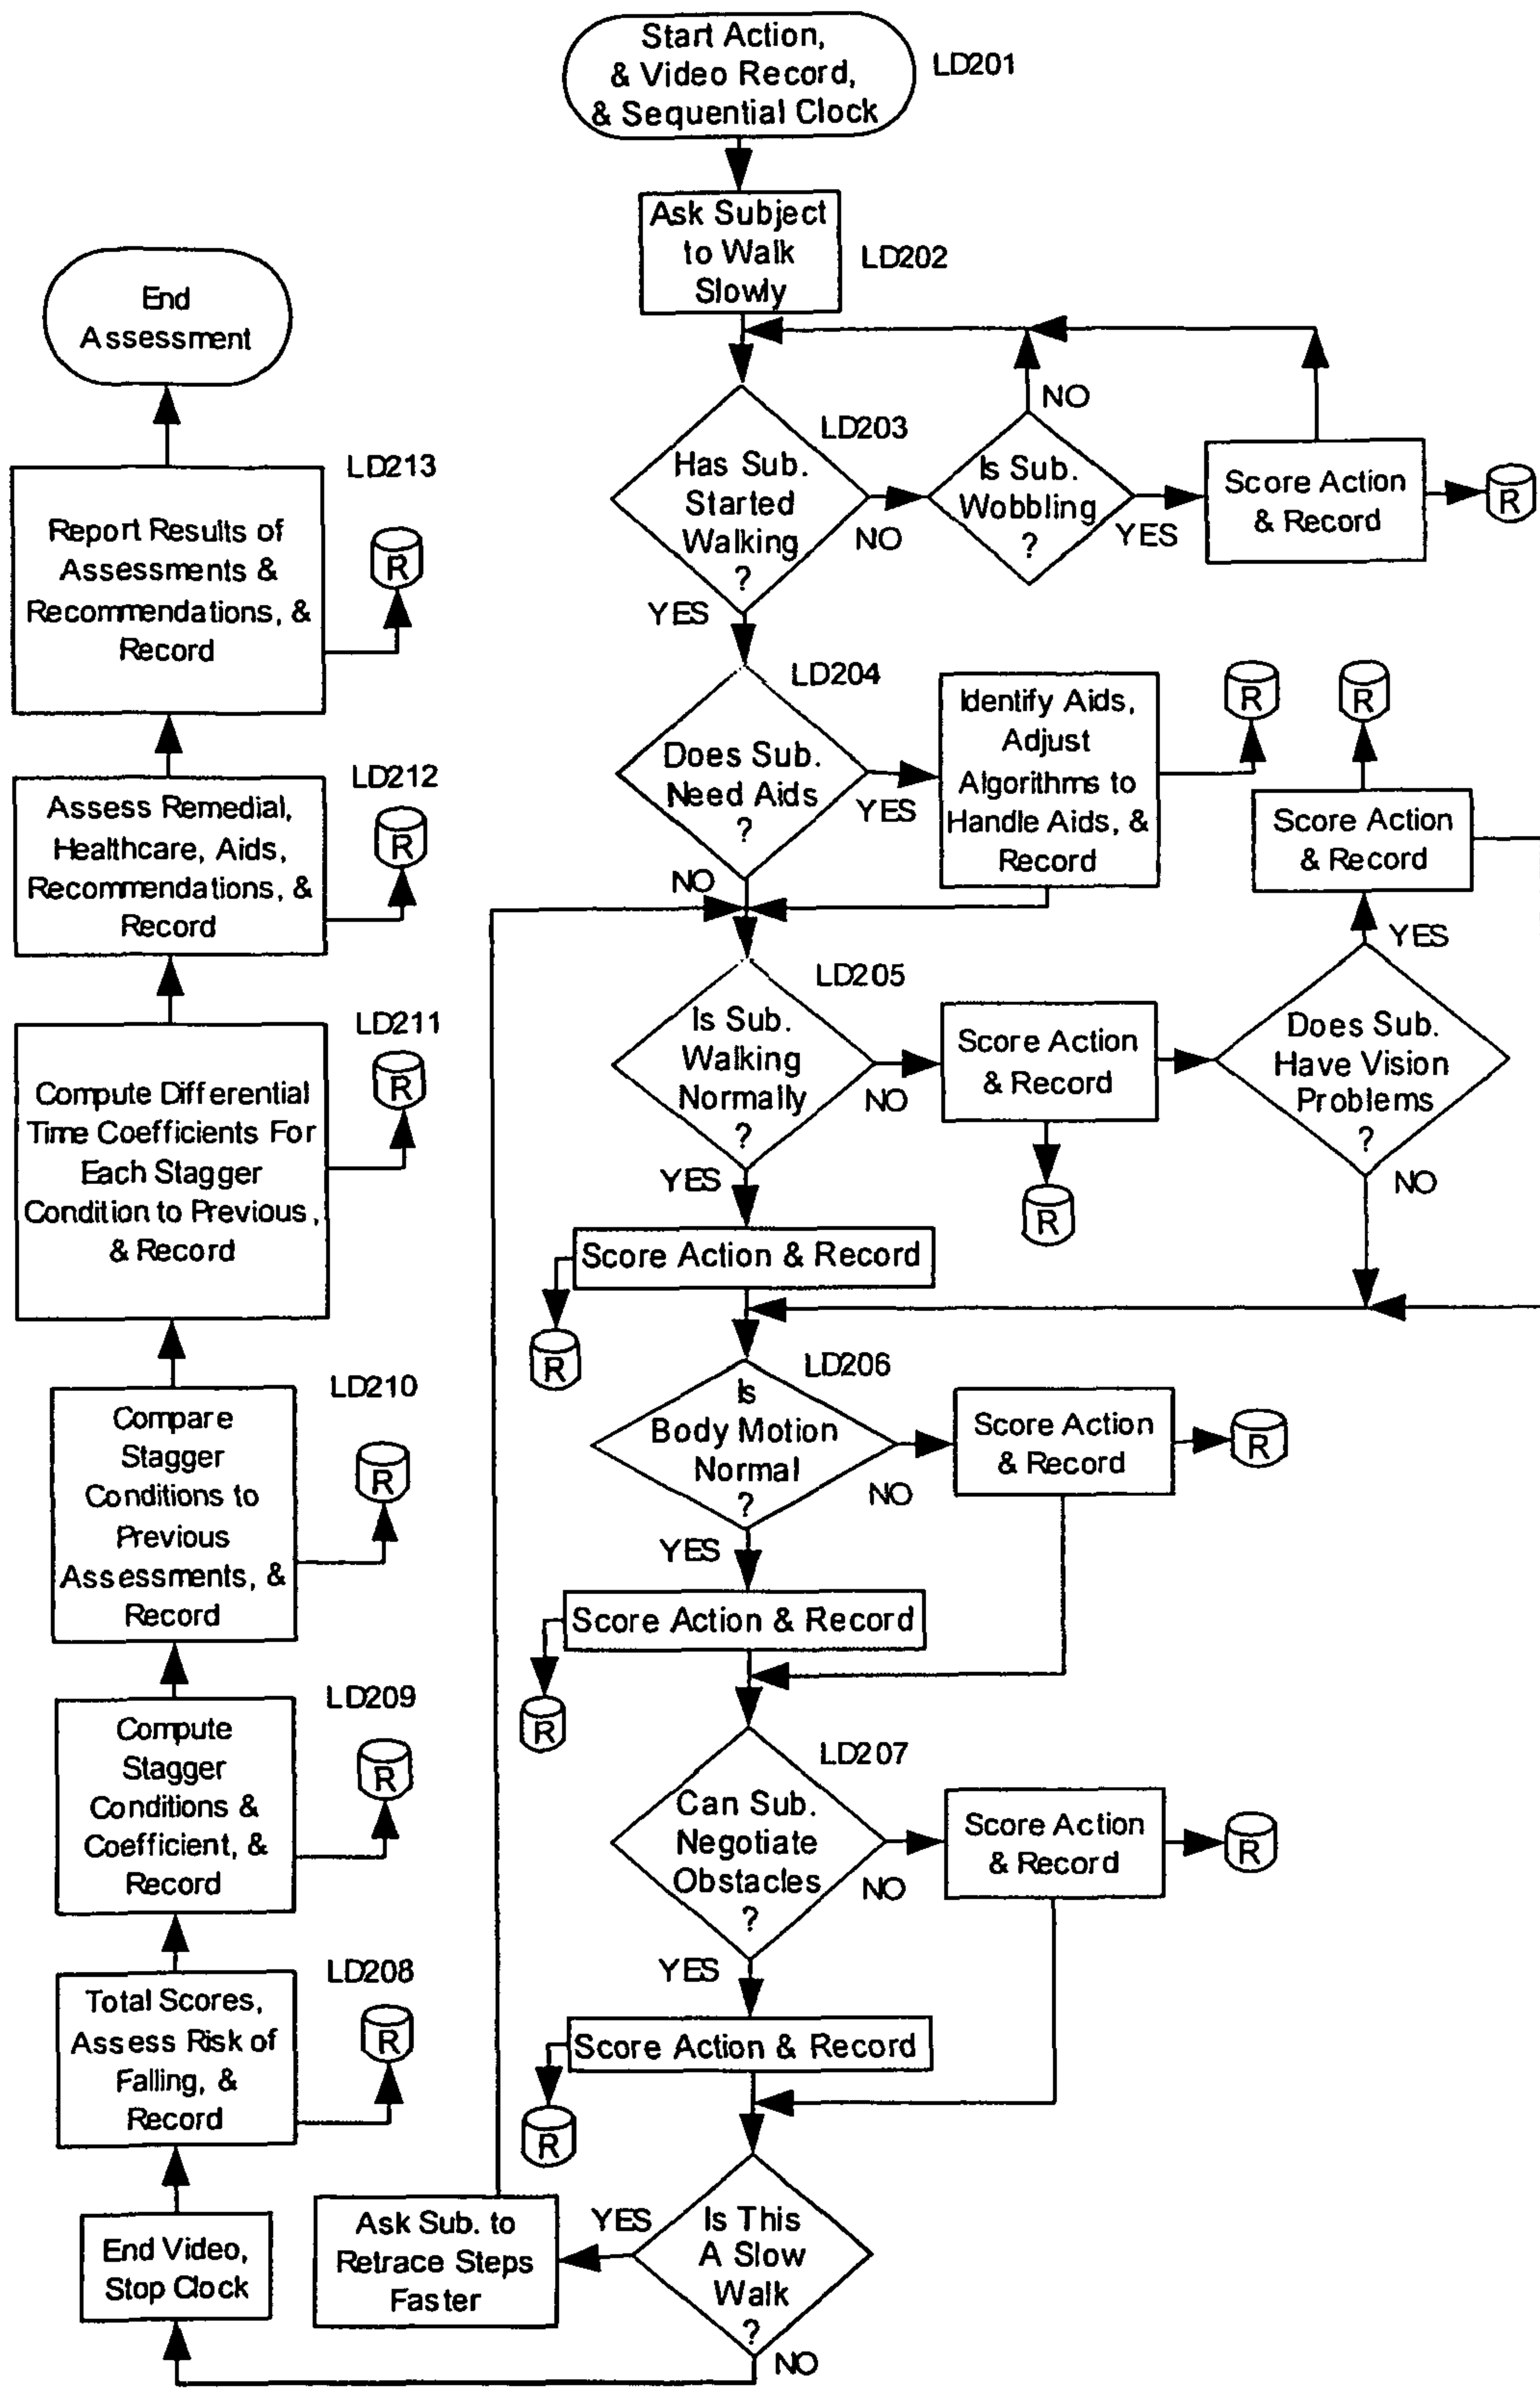 Start Action,
& Video Record,
& Sequential Clock
LD201
Ask Subject
to Walk
Slowly
LD202
Has Sub.
Started
Walking
?
LD203
NO
YES
Is Sub.
Wobbling
?
NO
YES
Score Action
& Record
R
Does Sub.
Need Aids
?
LD204
YES
NO
Identify Aids,
Adjust
Algorithms to
Handle Aids, &
Record
R
Is Sub.
Walking
Normally
?
LD205
NO
YES
Score Action
& Record
R
Does Sub.
Have Vision
Problems
?
YES
NO
Score Action
& Record
R
Score Action & Record
R
Is
Body Motion
Normal
?
LD206
NO
YES
Score Action
& Record
R
Score Action & Record
R
Can Sub.
Negotiate
Obstacles
?
LD207
NO
YES
Score Action
& Record
R
Score Action & Record
R
Is This
A Slow
Walk
?
YES
NO
Ask Sub. to
Retrace Steps
Faster
End Video,
Stop Clock
Total Scores,
Assess Risk of
Falling, &
Record
LD208
R
Compute
Stagger
Conditions &
Coefficient, &
Record
LD209
R
Compare
Stagger
Conditions to
Previous
Assessments, &
Record
LD210
R
Compute Differential
Time Coefficients For
Each Stagger
Condition to Previous,
& Record
LD211
R
Assess Remedial,
Healthcare, Aids,
Recommendations, &
Record
LD212
R
Report Results of
Assessments &
Recommendations, &
Record
LD213
R
End
Assessment